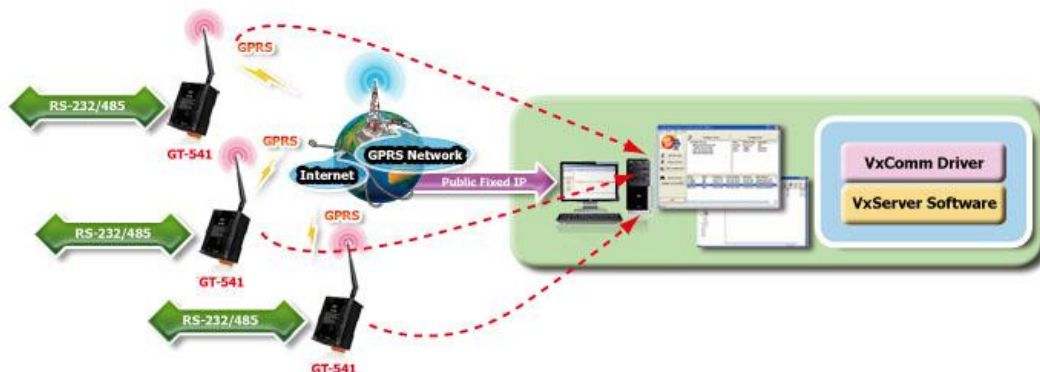 GPRS
RS-232/485
GT-541
GPRS
GPRS Network
Internet
Public Fixed IP
VxComm Driver
VxServer Software
RS-232/485
GT-541
GPRS
RS-232/485
GT-541